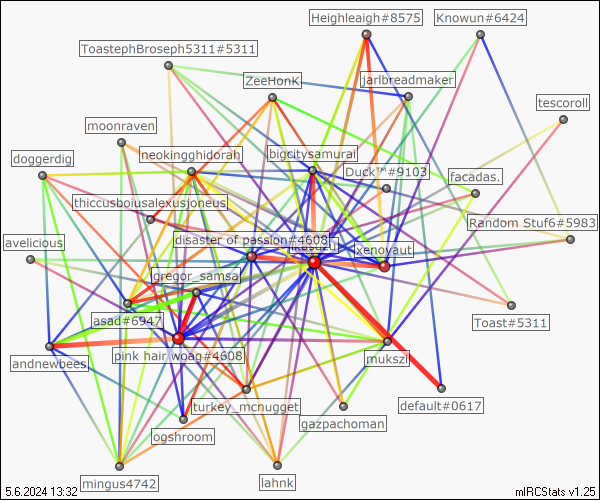 Heighleigh#8575
Knowun#6424
ToastephBroseph5311#5311
ZeeHonK
jarlbreadmaker
tescoroll
moonraven
doggerdig
neokingghidorah
bigcitysamurai
Duck™#9103
facadas.
thiccusboiusalexusjoneus
Random Stuf6#5983
avelicious
disaster of passion#4608
xenovaut
gregor_samsa
asad#6947
Toast#5311
andnewbees
pink hair woag#4608
mukszi
turkey_mcnugget
default#0617
gazpachoman
ogshroom
mingus4742
lahnk
5.6.2024 13:32
mIRCStats v1.25